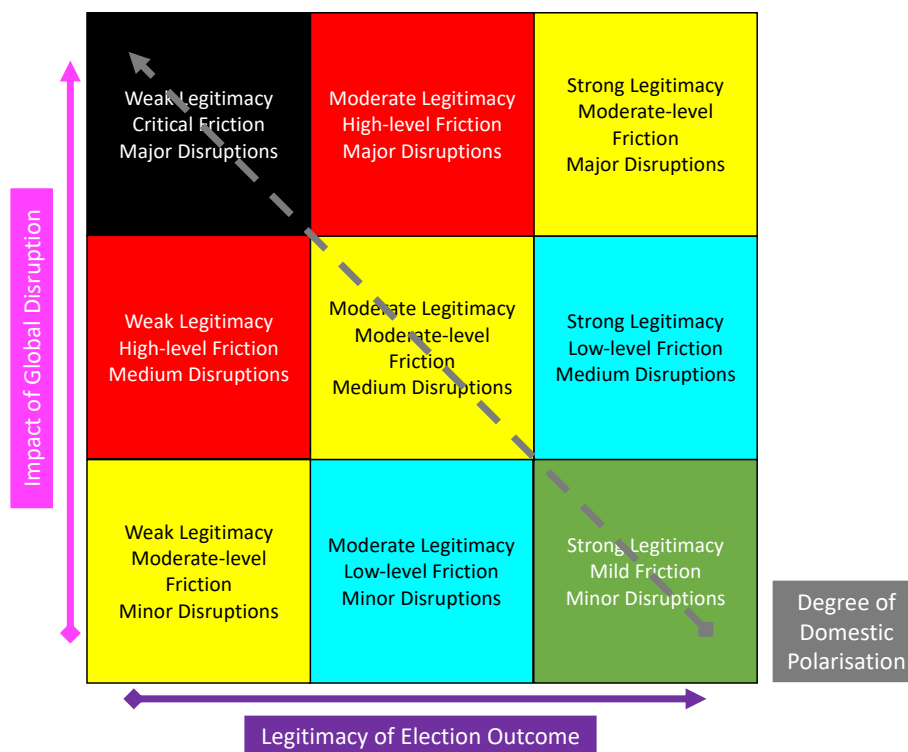 Weak Legitimacy
Critical Friction
Major Disruptions
Moderate Legitimacy
High-level Friction
Major Disruptions
Strong Legitimacy
Moderate-level
Friction
Major Disruptions
Impact of Global Disruption
Weak Legitimacy
High-level Friction
Medium Disruptions
Moderate Legitimacy
Moderate-level
Friction
Medium Disruptions
Strong Legitimacy
Low-level Friction
Medium Disruptions
Weak Legitimacy
Moderate-level
Friction
Minor Disruptions
Moderate Legitimacy
Low-level Friction
Minor Disruptions
Strong Legitimacy
Mild Friction
Minor Disruptions
Degree of
Domestic
Polarisation
Legitimacy of Election Outcome